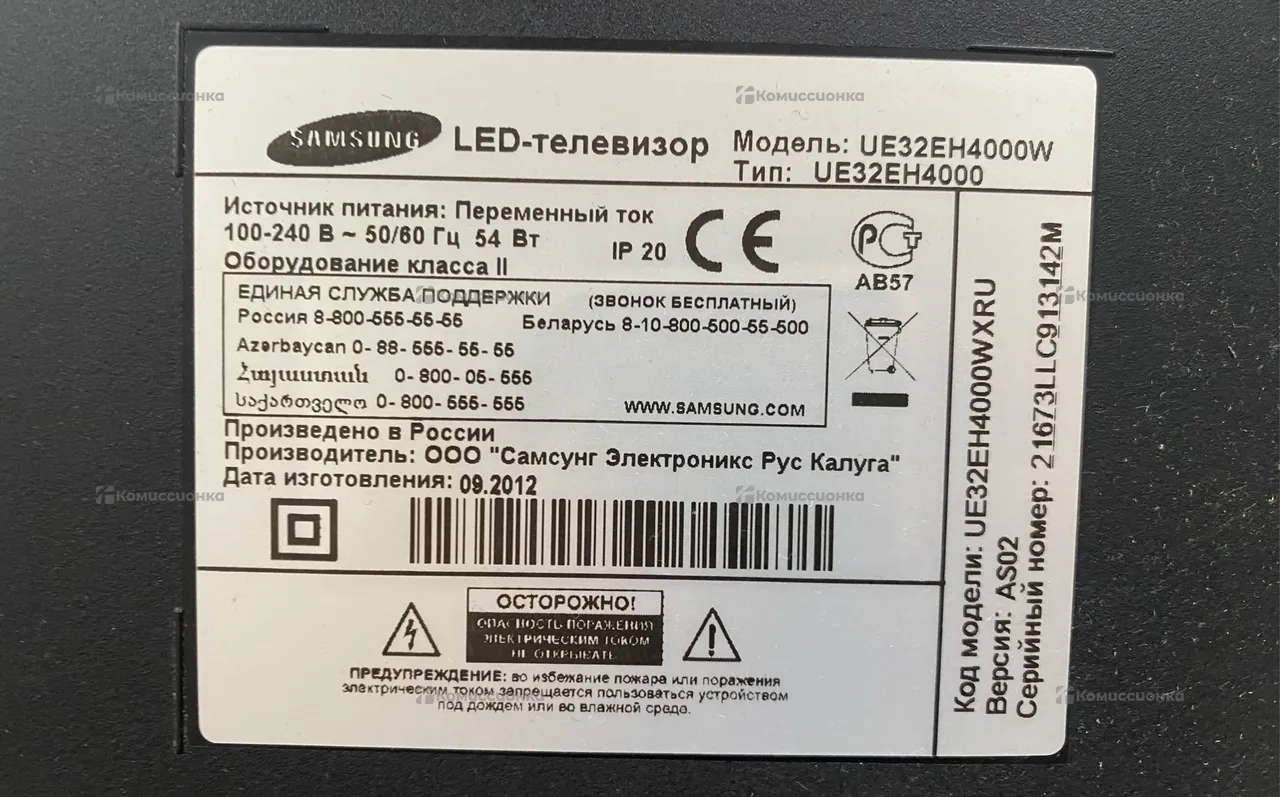 SAMSUNG LED-телевизор Модель: UE32EH4000W
Тип: UE32EH4000
Источник питания: Переменный ток
100-240 В ~ 50/60 Гц 54 Вт
IP 20 CE
Оборудование класса II
РСТ
АВ57
ЕДИНАЯ СЛУЖБА ПОДДЕРЖКИ (ЗВОНОК БЕСПЛАТНЫЙ)
Россия 8-800-555-55-55 Беларусь 8-10-800-500-55-500
Azərbaycan 0- 88- 555- 55- 55
Հայաստան 0-800- 05- 555
საქართველო 0- 800- 555- 555
WWW.SAMSUNG.COM
Произведено в России
Производитель: ООО "Самсунг Электроникс Рус Калуга"
Дата изготовления: 09.2012
ОСТОРОЖНО!
ОПАСНОСТЬ ПОРАЖЕНИЯ
ЭЛЕКТРИЧЕСКИМ ТОКОМ
НЕ ОТКРЫВАТЬ
ПРЕДУПРЕЖДЕНИЕ: во избежание пожара или поражения
электрическим током запрещается пользоваться устройством
под дождем или во влажной среде.
Код модели: UE32EH4000WXRU
Версия: AS02
Серийный номер: 21673LLC913142M
Комиссионка
Комиссионка
Комиссионка
Комиссионка
Комиссионка
Комиссионка
Комиссионка
Комиссионка